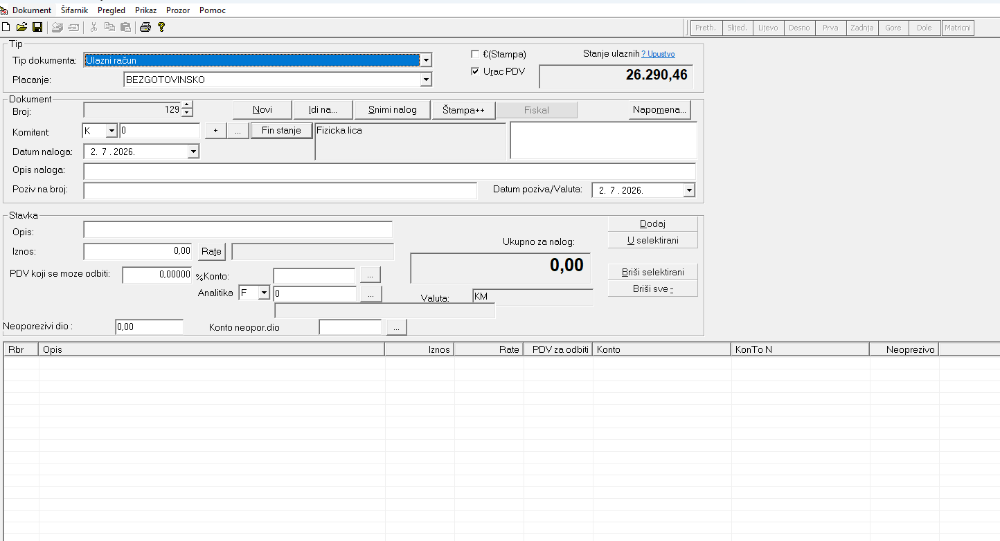 Dokument Šifarnik Pregled Prikaz Prozor Pomoc
Preth. Slijed. Lijevo Desno Prva Zadnja Gore Dole Matricni
Tip
Tip dokumenta: Ulazni račun
€(Stampa)
Stanje ulaznih ? Upustvo
Placanje: BEZGOTOVINSKO
Urac PDV
26.290,46
Dokument
Broj: 129 Novi Idi na... Snimi nalog Štampa++ Fiskal Napomena...
Komitent: K 0 + ... Fin stanje Fizicka lica
Datum naloga: 2. 7 . 2026.
Opis naloga:
Poziv na broj: Datum poziva/Valuta: 2. 7 . 2026.
Stavka
Opis:
Dodaj
Iznos: 0,00 Rate
Ukupno za nalog:
U selektirani
0,00
PDV koji se moze odbiti: 0,00000 %Konto: ...
Briši selektirani
Analitika F 0 ...
Valuta: KM
Briši sve -
Neoporezivi dio : 0,00 Konto neopor.dio ...
Rbr Opis Iznos Rate PDV za odbiti Konto KonTo N Neoprezivo